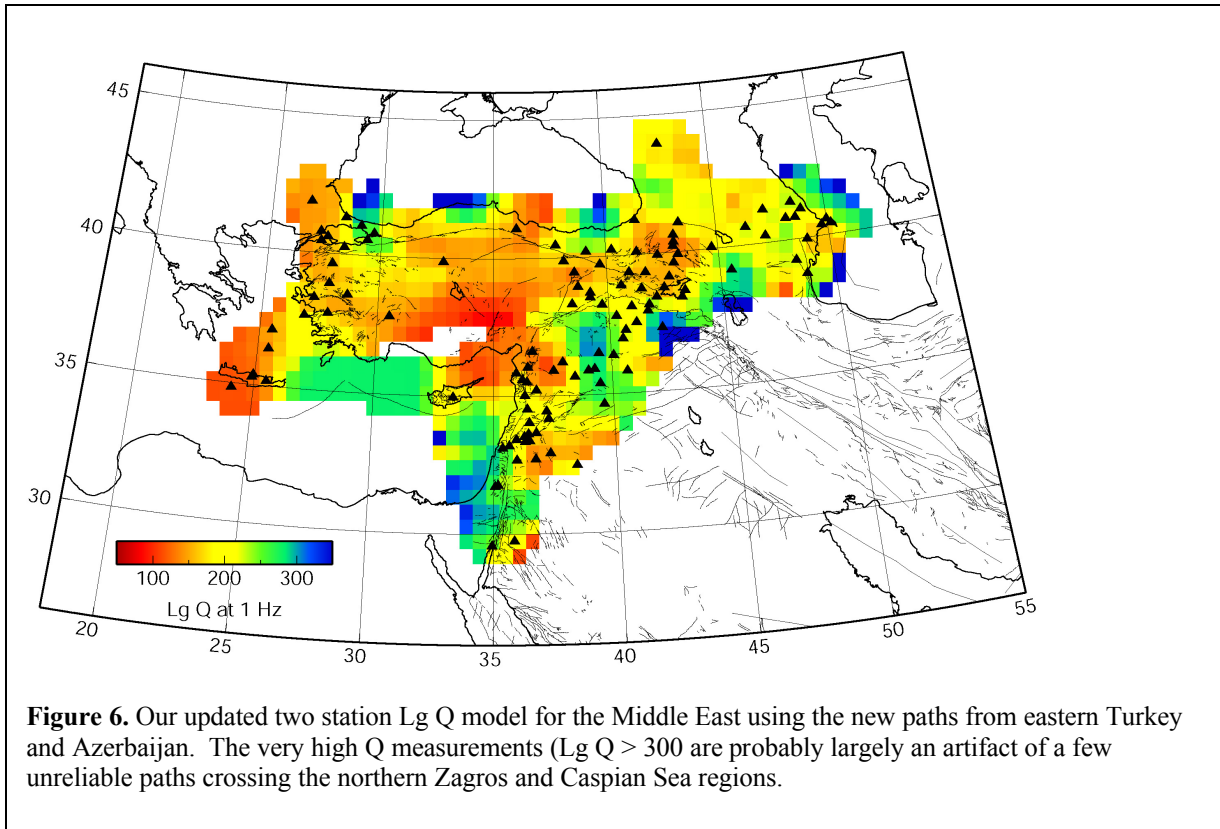 45
40
35
30
100 200 300
Lg Q at 1 Hz
20 25 30 35 40 45 50 55
Figure 6. Our updated two station Lg Q model for the Middle East using the new paths from eastern Turkey
and Azerbaijan. The very high Q measurements (Lg Q > 300 are probably largely an artifact of a few
unreliable paths crossing the northern Zagros and Caspian Sea regions.